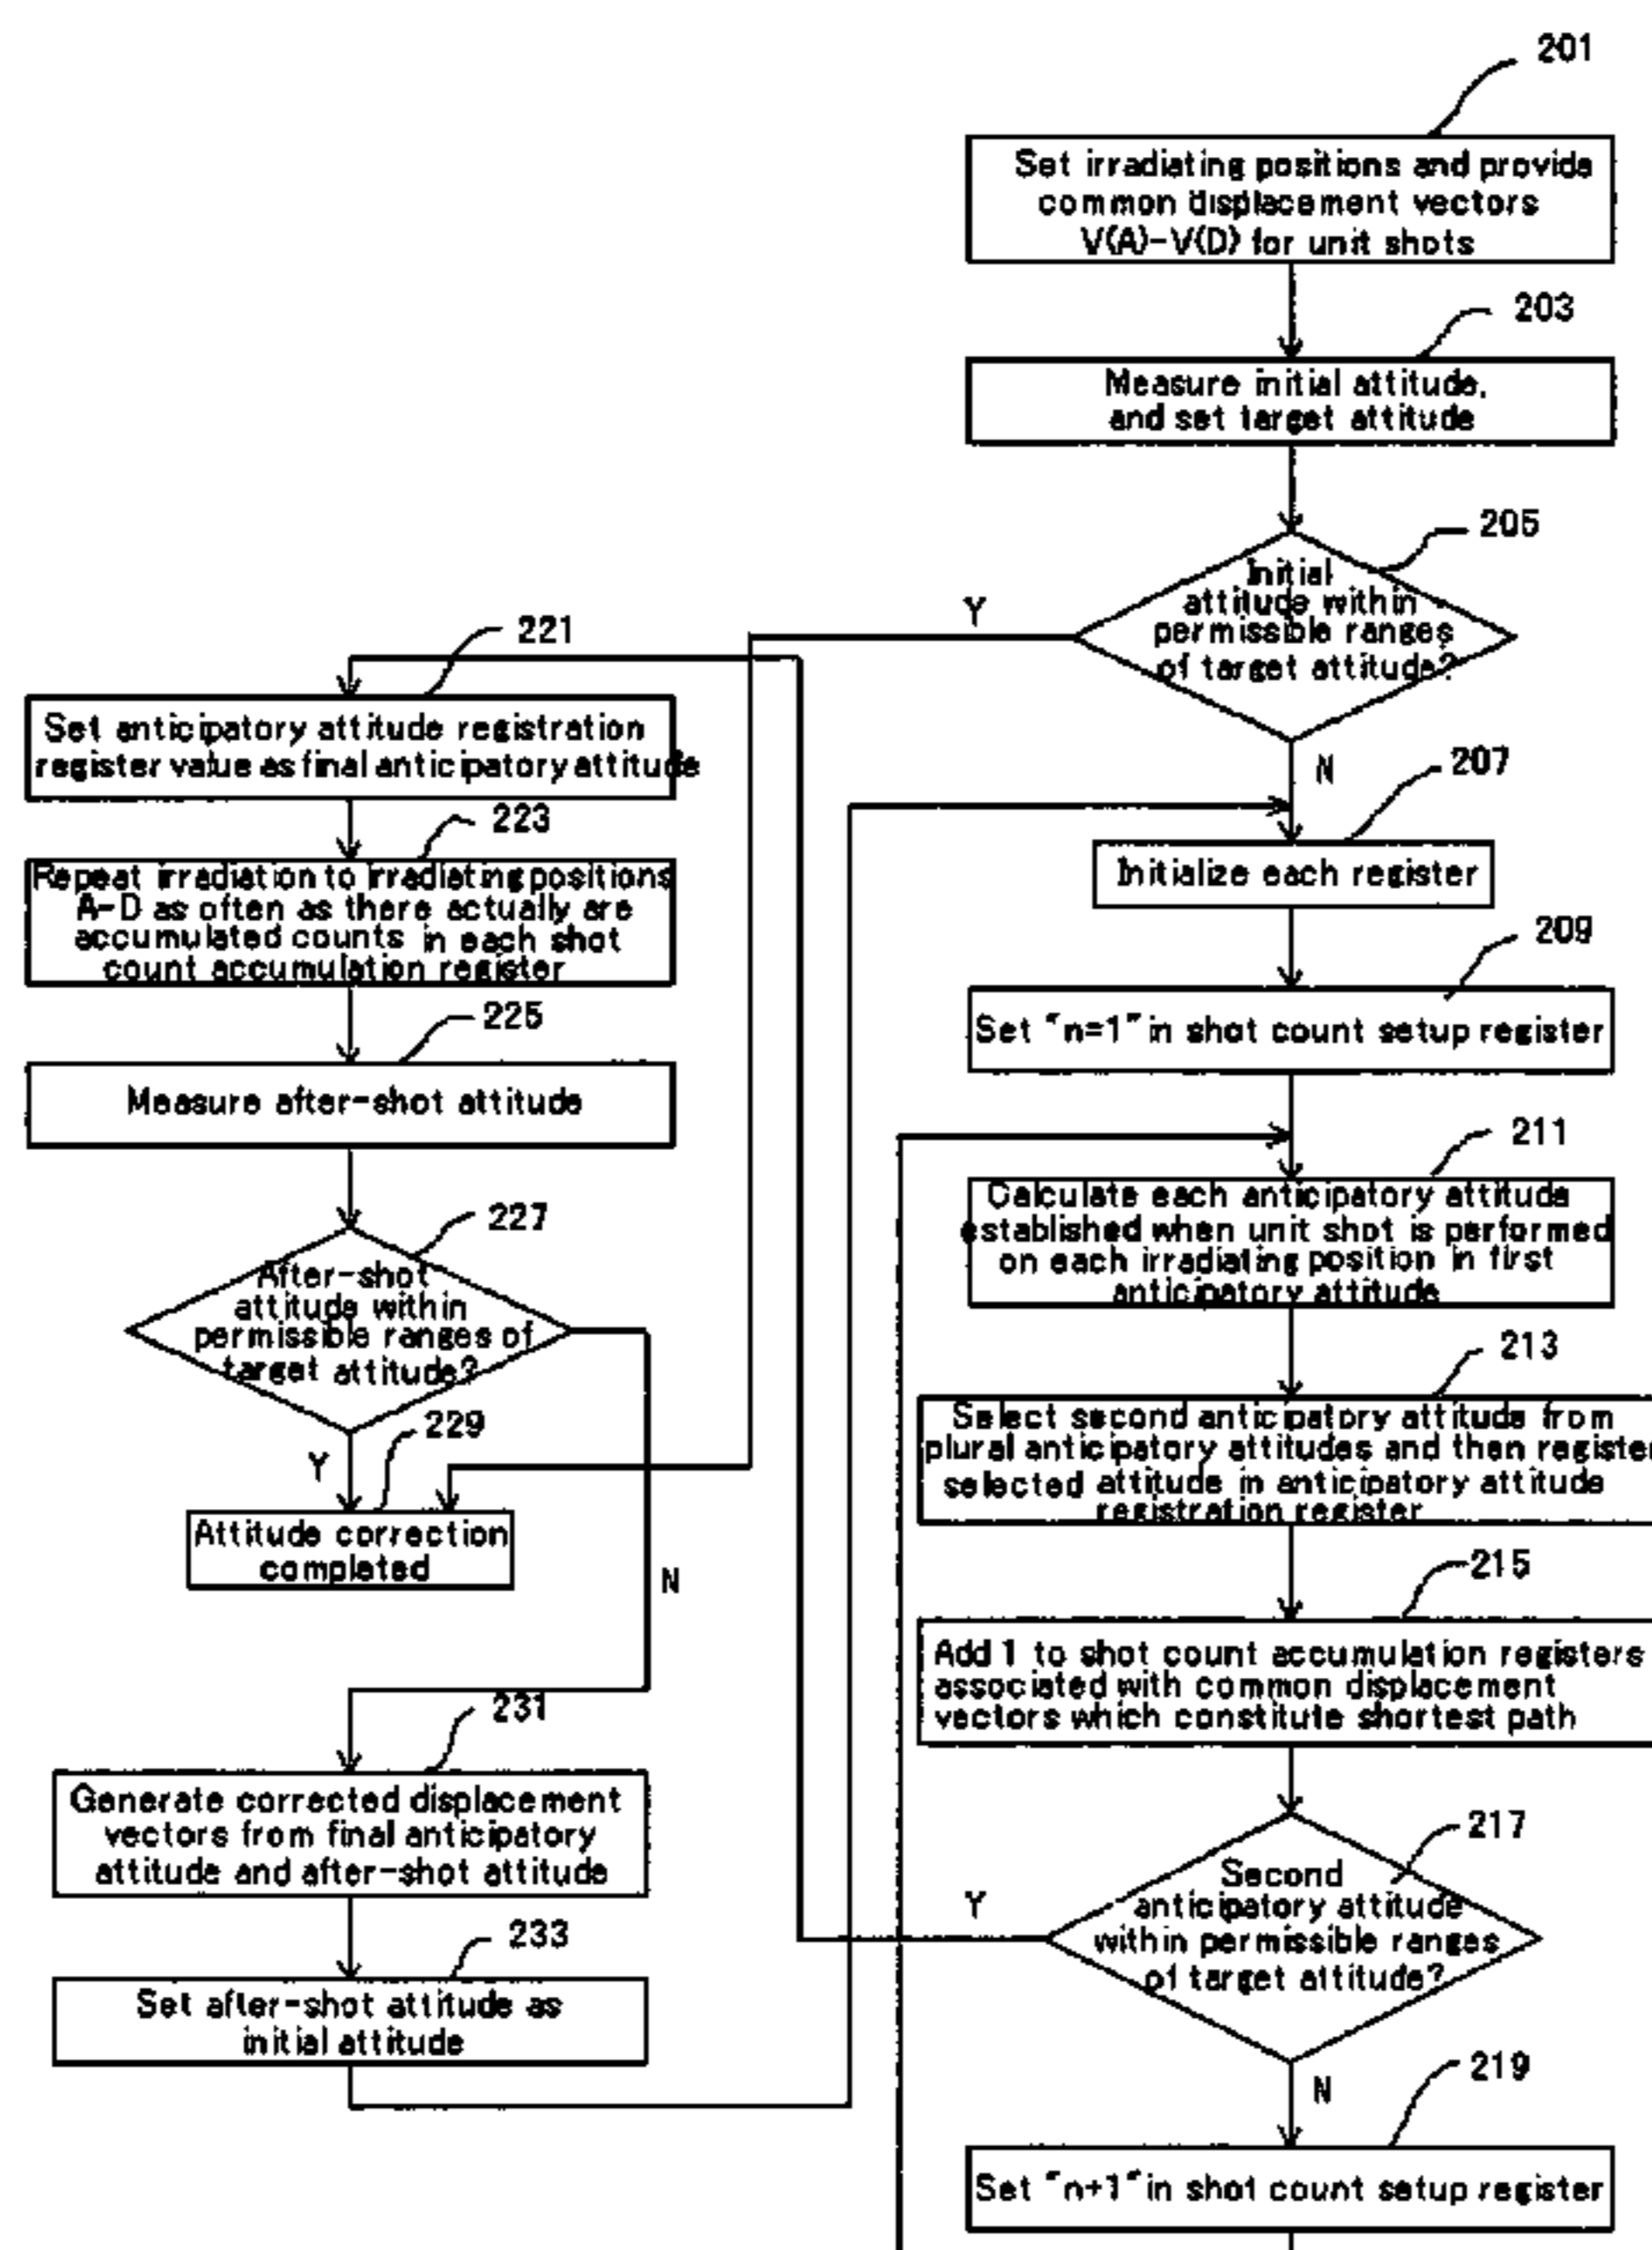 201
Set irradiating positions and provide
common displacement vectors
V(A)-V(D) for unit shots
203
Measure initial attitude,
and set target attitude
205
Initial
attitude within
permissible ranges
of target attitude?
Y
N
207
Initialize each register
209
Set "n=1" in shot count setup register
211
Calculate each anticipatory attitude
established when unit shot is performed
on each irradiating position in first
anticipatory attitude
213
Select second anticipatory attitude from
plural anticipatory attitudes and then register
selected attitude in anticipatory attitude
registration register
215
Add 1 to shot count accumulation registers
associated with common displacement
vectors which constitute shortest path
217
Second
anticipatory attitude
within permissible ranges
of target attitude?
Y
N
219
Set "n+1" in shot count setup register
221
Set anticipatory attitude registration
register value as final anticipatory attitude
223
Repeat irradiation to irradiating positions
A-D as often as there actually are
accumulated counts in each shot
count accumulation register
225
Measure after-shot attitude
227
After-shot
attitude within
permissible ranges of
target attitude?
Y
N
229
Attitude correction
completed
231
Generate corrected displacement
vectors from final anticipatory
attitude and after-shot attitude
233
Set after-shot attitude as
initial attitude